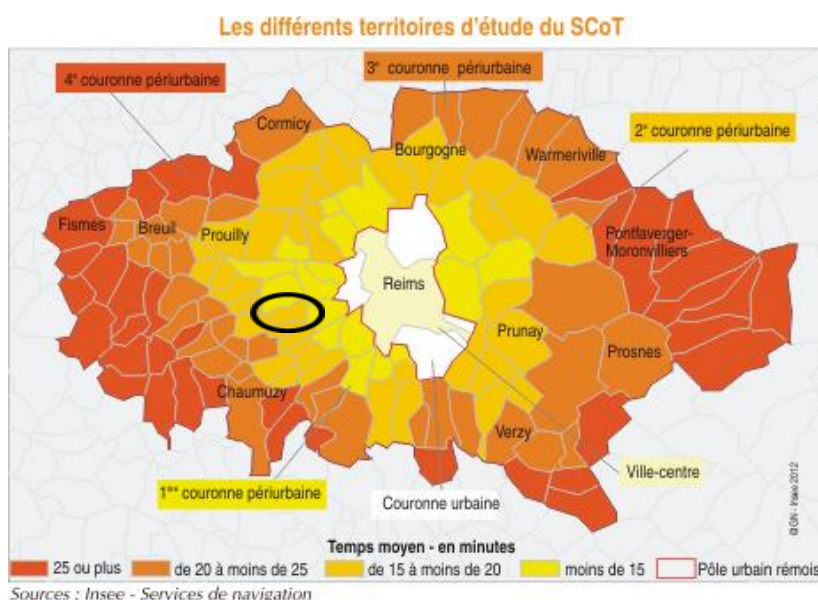 Les différents territoires d'étude du SCoT
4e couronne périurbaine
3e couronne périurbaine
2e couronne périurbaine
Cormicy
Bourgogne
Warmeriville
Fismes
Breuil
Prouilly
Pontfaverger-
Moronvilliers
Reims
Prunay
Prosnes
Chaumuzy
Verzy
Ville-centre
1ère couronne périurbaine
Couronne urbaine
©IGN - Insee 2012
Temps moyen - en minutes
25 ou plus
de 20 à moins de 25
de 15 à moins de 20
moins de 15
Pôle urbain rémois
Sources : Insee - Services de navigation